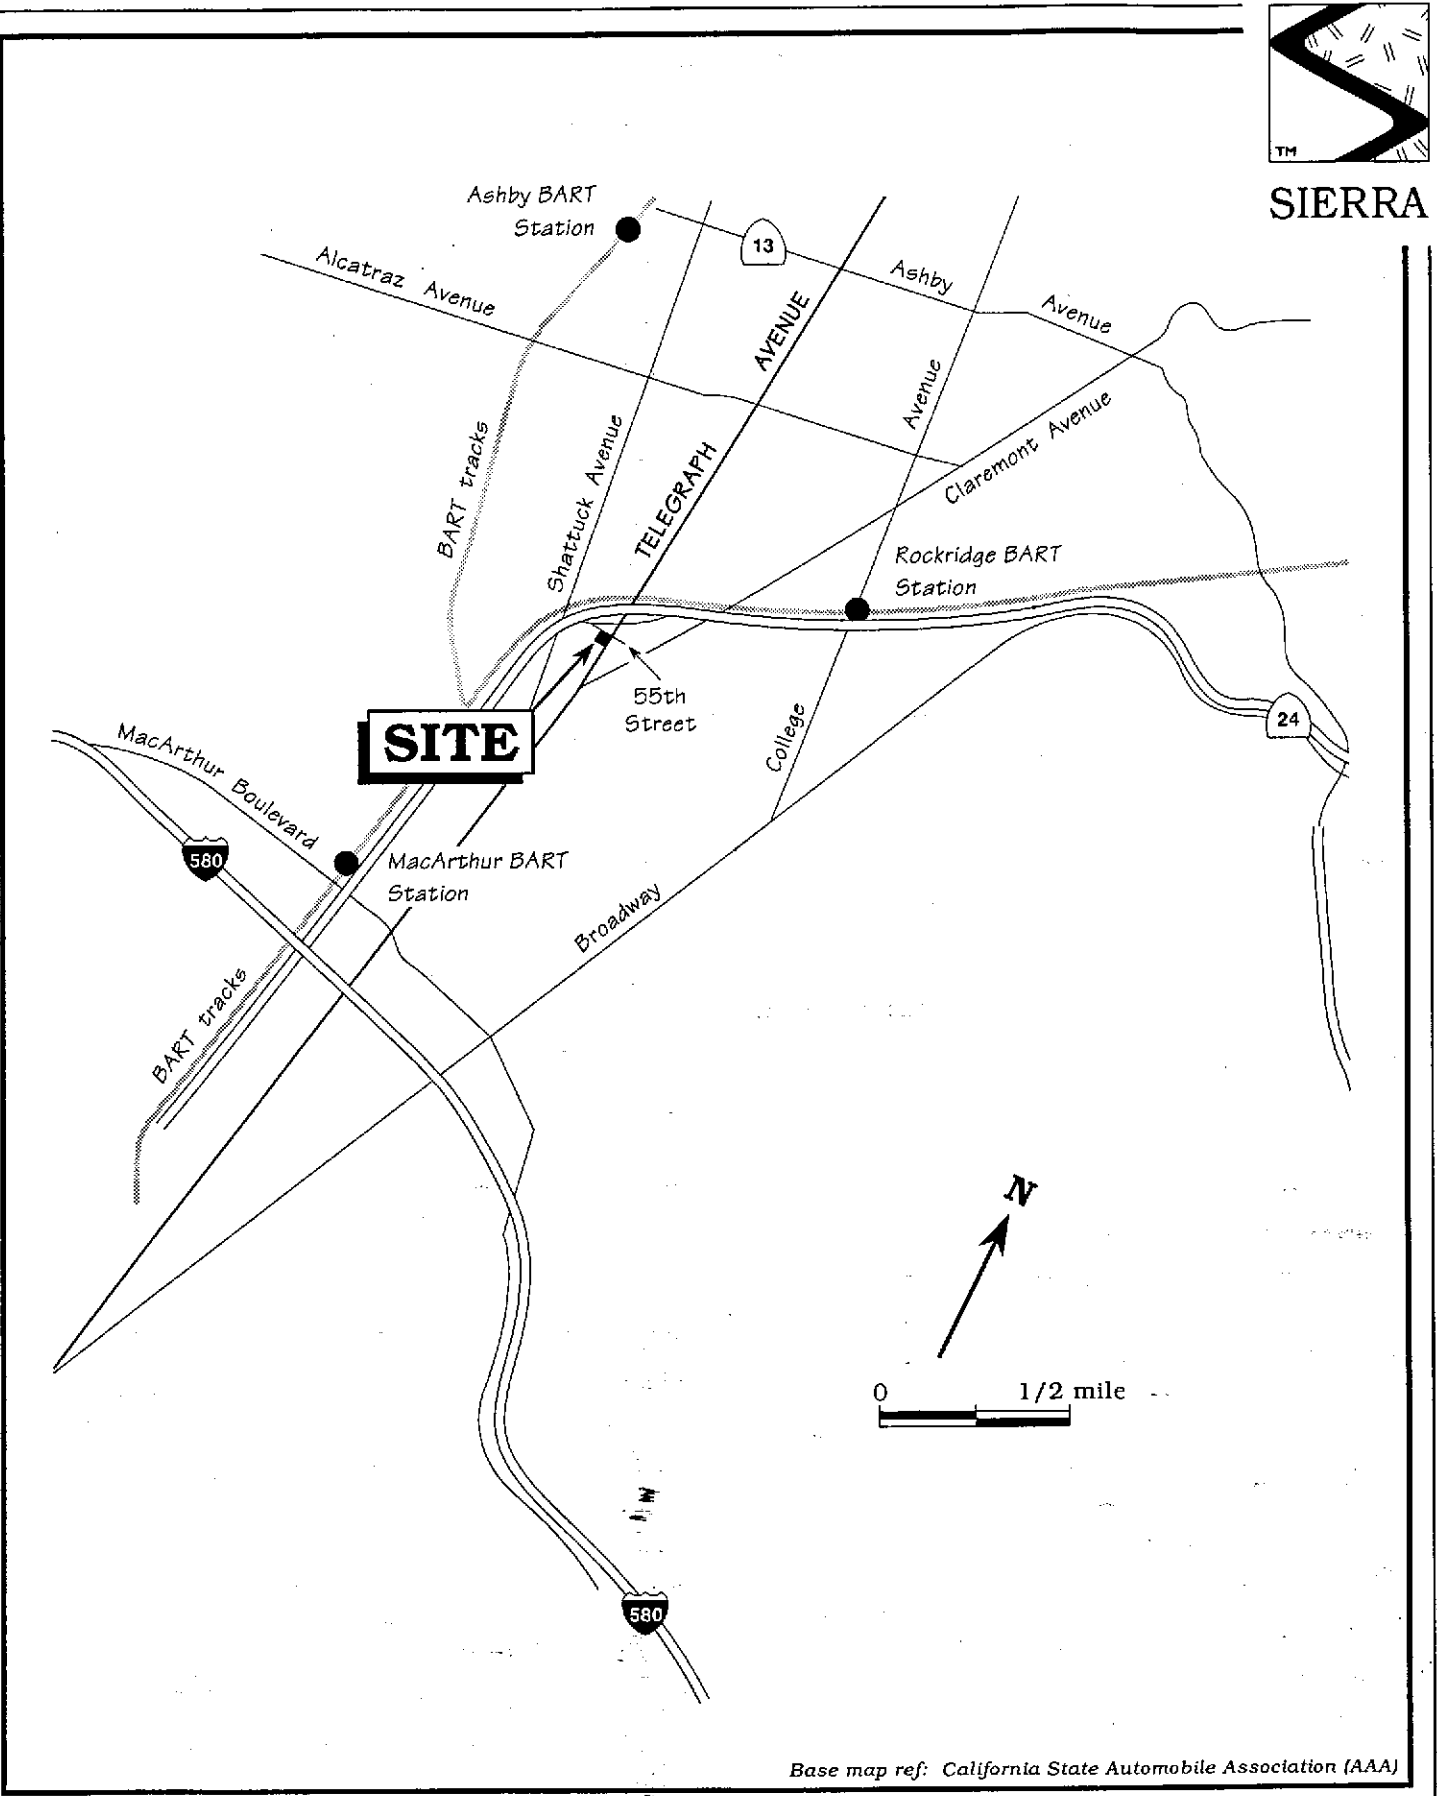 TM
SIERRA
Ashby BART
Station
13
Alcatraz Avenue
Ashby Avenue
TELEGRAPH AVENUE
Avenue
BART tracks
Shattuck Avenue
Claremont Avenue
Rockridge BART
Station
55th
Street
SITE
24
College
MacArthur Boulevard
580
MacArthur BART
Station
Broadway
BART tracks
N
0 1/2 mile
580
Base map ref: California State Automobile Association (AAA)